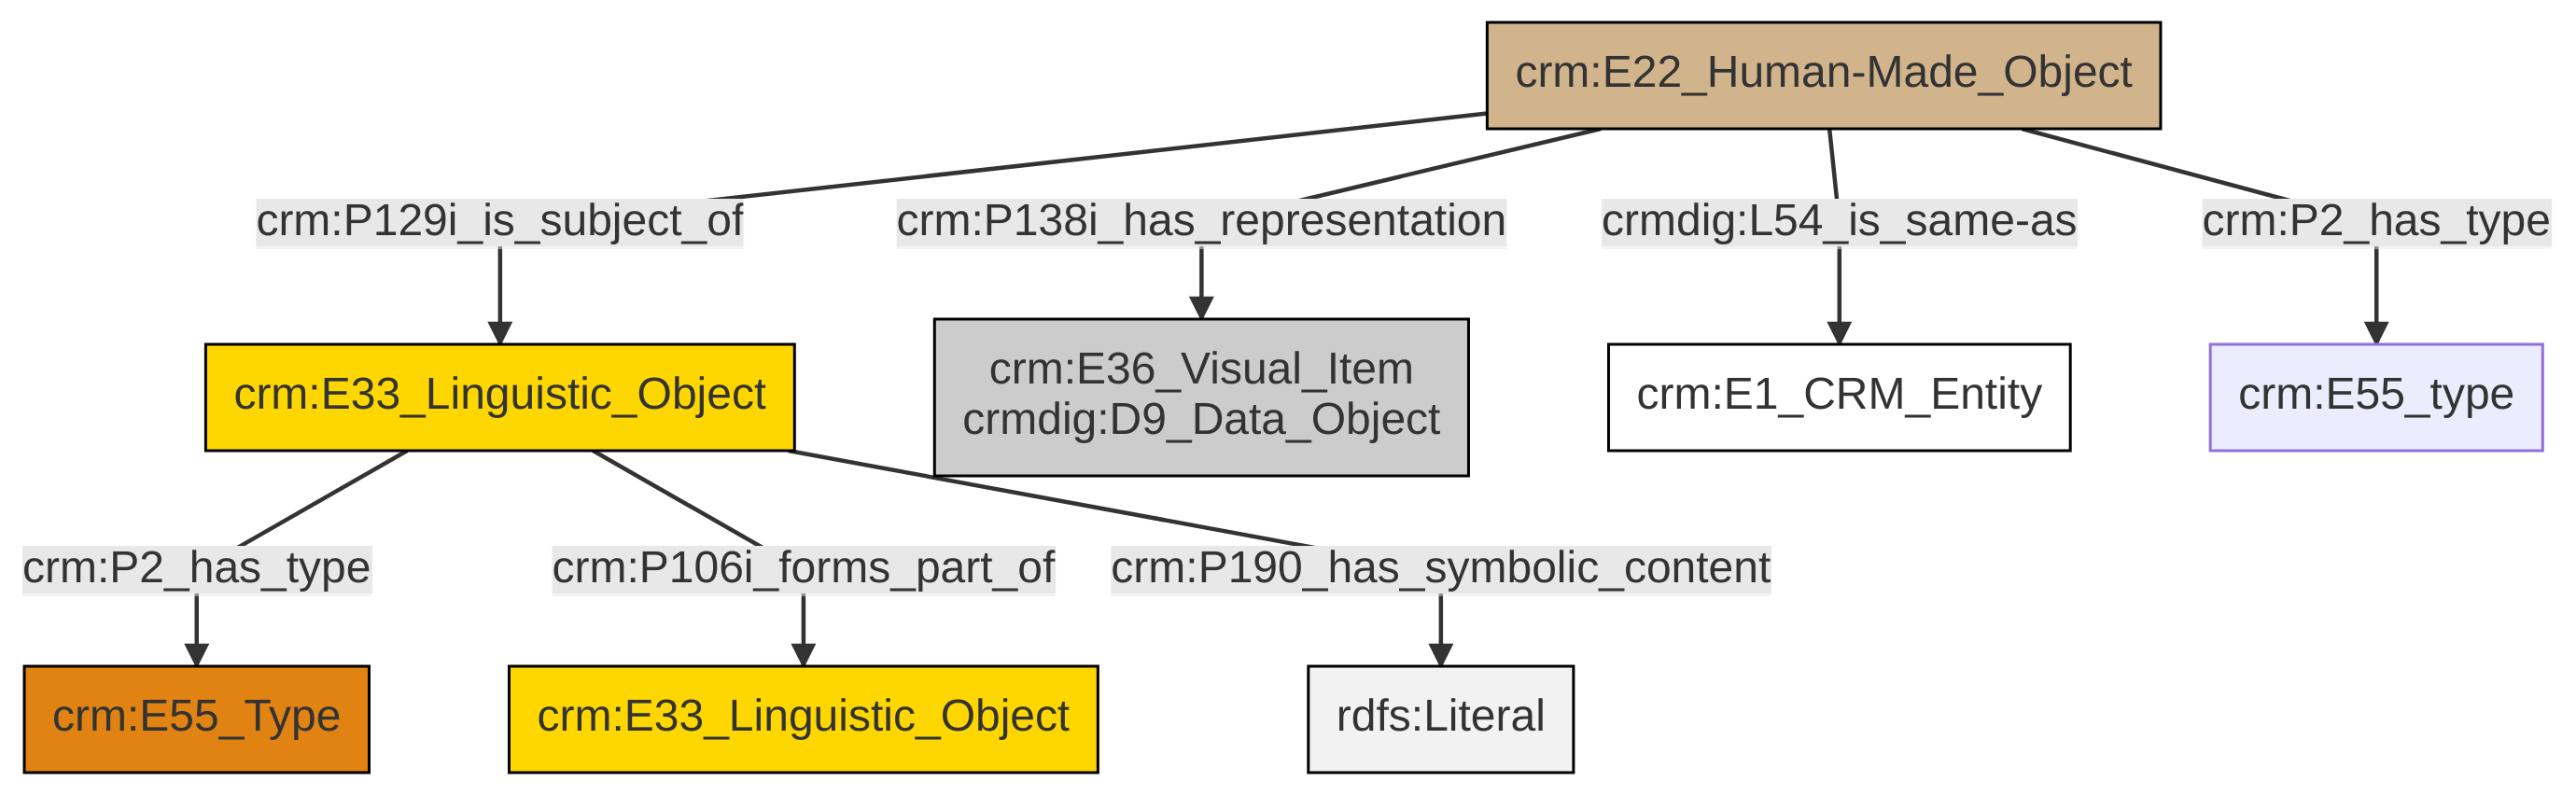 crm:E22_Human-Made_Object
crm:P129i_is_subject_of
crm:P138i_has_representation
crmdig:L54_is_same-as
crm:P2_has_type
crm:E33_Linguistic_Object
crm:E36_Visual_Item
crmdig:D9_Data_Object
crm:E1_CRM_Entity
crm:E55_type
crm:P2_has_type
crm:P106i_forms_part_of
crm:P190_has_symbolic_content
crm:E55_Type
crm:E33_Linguistic_Object
rdfs:Literal